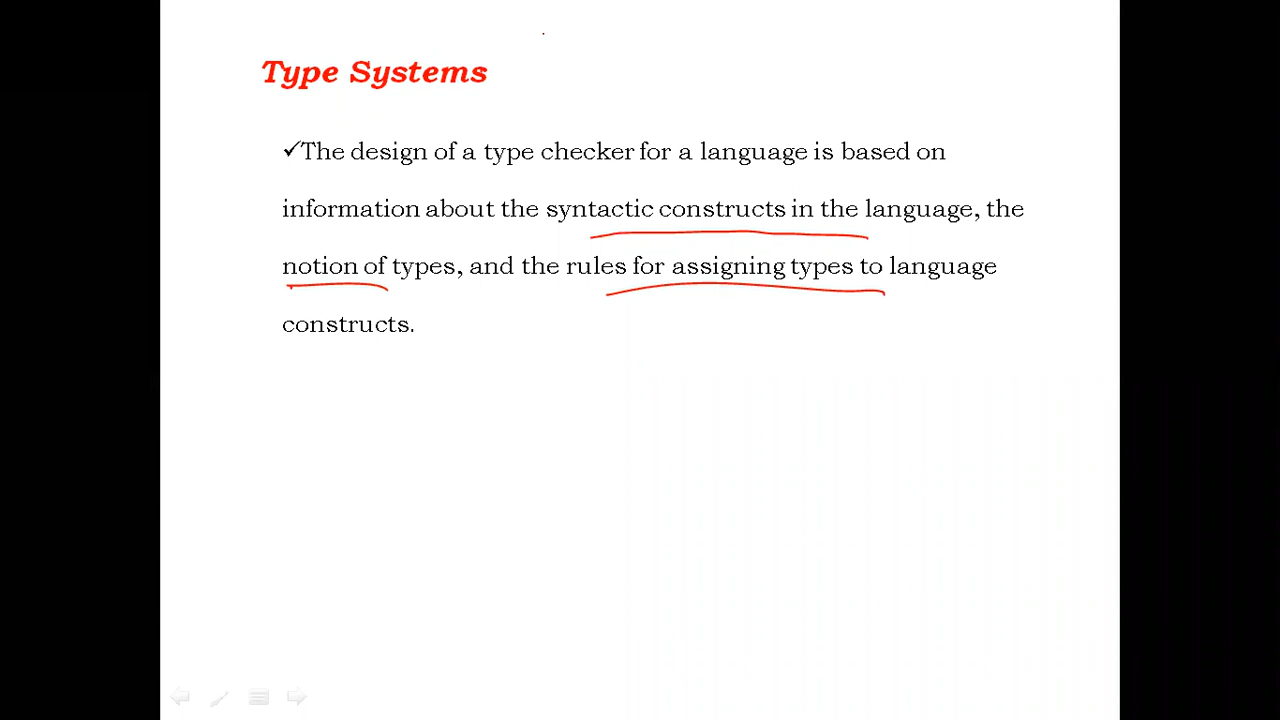 Type Systems
✓The design of a type checker for a language is based on
information about the syntactic constructs in the language, the
notion of types, and the rules for assigning types to language
constructs.